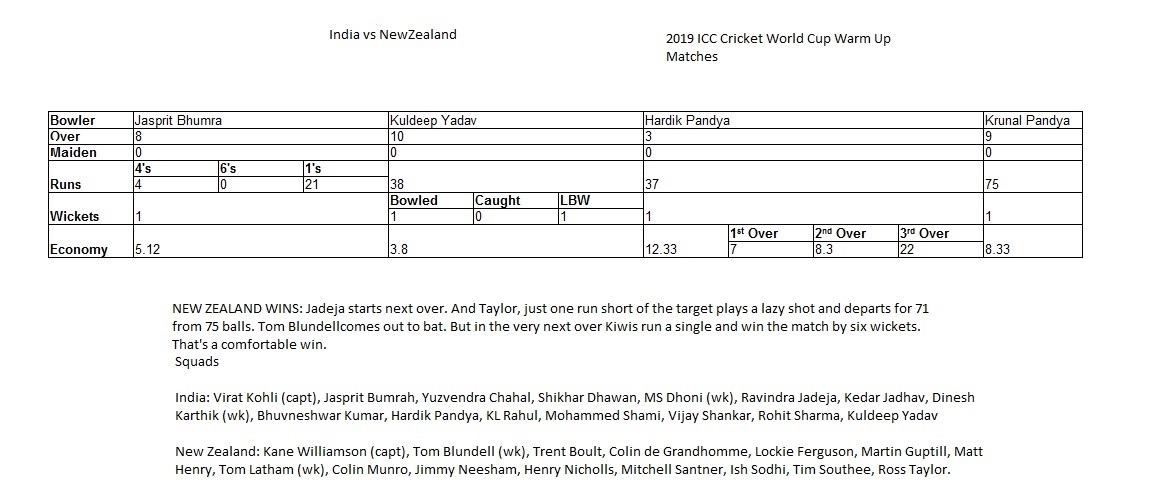 India vs NewZealand
2019 ICC Cricket World Cup Warm Up
Matches
Bowler Jasprit Bhumra Kuldeep Yadav Hardik Pandya Krunal Pandya
Over 8 10 3 9
Maiden 0 0 0 0
4's 6's 1's
Runs 4 0 21 38 37 75
Bowled Caught LBW
Wickets 1 1 0 1 1 1
1st Over 2nd Over 3rd Over
Economy 5.12 3.8 12.33 7 8.3 22 8.33
NEW ZEALAND WINS: Jadeja starts next over. And Taylor, just one run short of the target plays a lazy shot and departs for 71
from 75 balls. Tom Blundellcomes out to bat. But in the very next over Kiwis run a single and win the match by six wickets.
That's a comfortable win.
Squads
India: Virat Kohli (capt), Jasprit Bumrah, Yuzvendra Chahal, Shikhar Dhawan, MS Dhoni (wk), Ravindra Jadeja, Kedar Jadhav, Dinesh
Karthik (wk), Bhuvneshwar Kumar, Hardik Pandya, KL Rahul, Mohammed Shami, Vijay Shankar, Rohit Sharma, Kuldeep Yadav
New Zealand: Kane Williamson (capt), Tom Blundell (wk), Trent Boult, Colin de Grandhomme, Lockie Ferguson, Martin Guptill, Matt
Henry, Tom Latham (wk), Colin Munro, Jimmy Neesham, Henry Nicholls, Mitchell Santner, Ish Sodhi, Tim Southee, Ross Taylor.